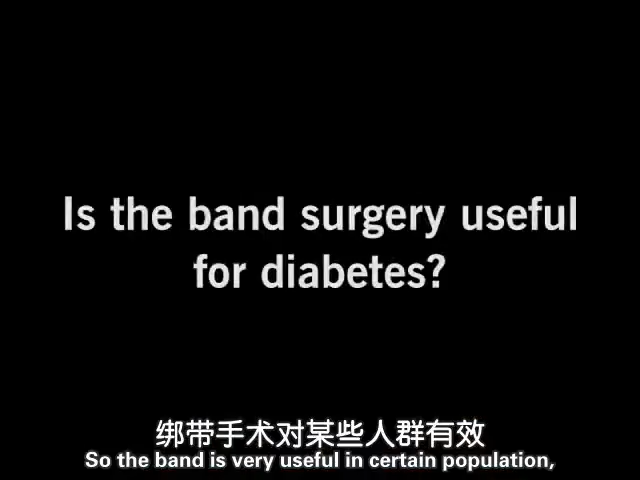 Is the band surgery useful
for diabetes?
绑带手术对某些人群有效
So the band is very useful in certain population,